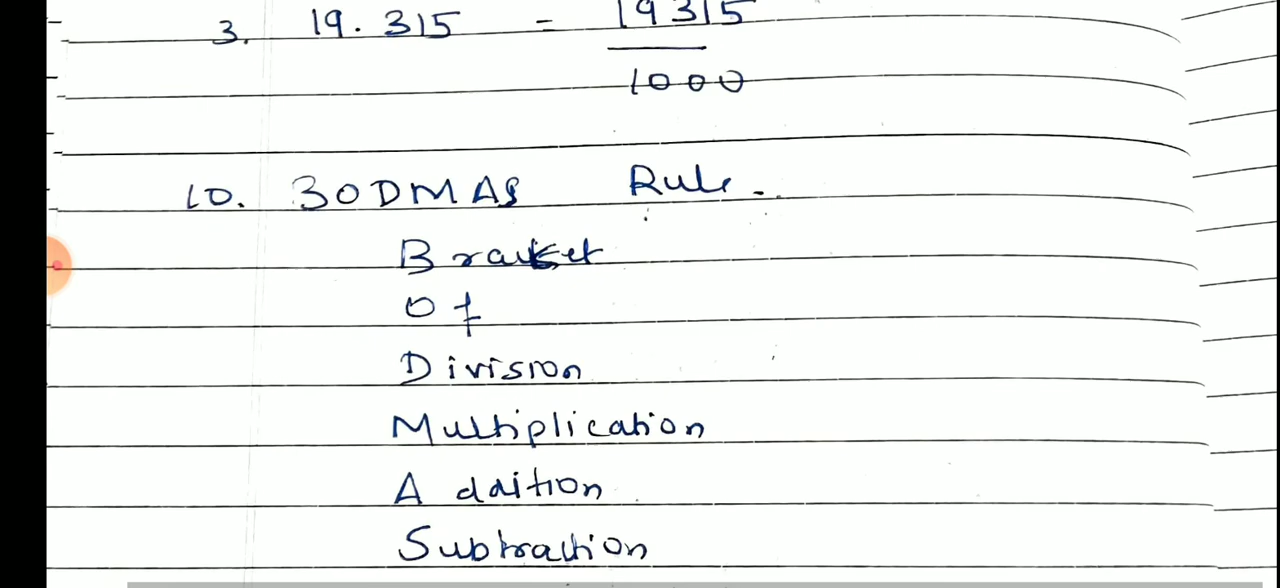 3. 19.315 = 19315
1000
10. BODMAS Rule.
Bracket
Of
Division
Multiplication
Addition
Subtraction